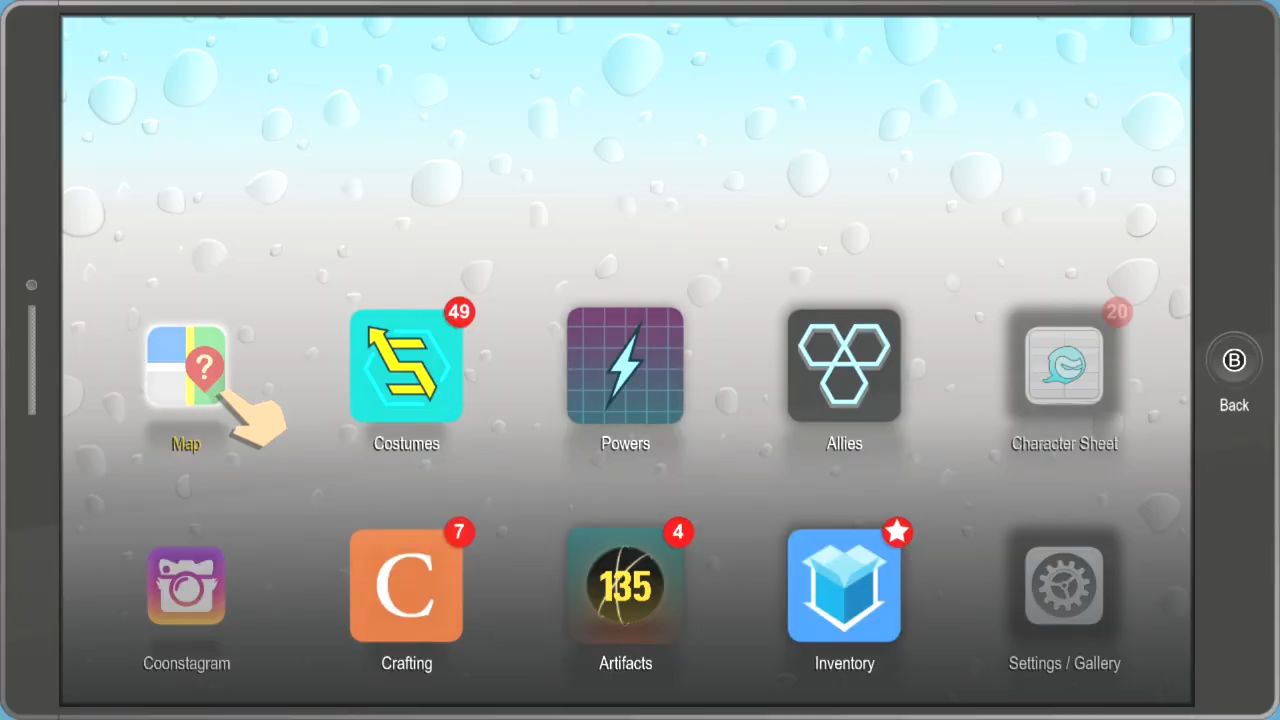 49
20
?
B
Back
Map
Costumes
Powers
Allies
Character Sheet
7
4
C
135
Coonstagram
Crafting
Artifacts
Inventory
Settings / Gallery